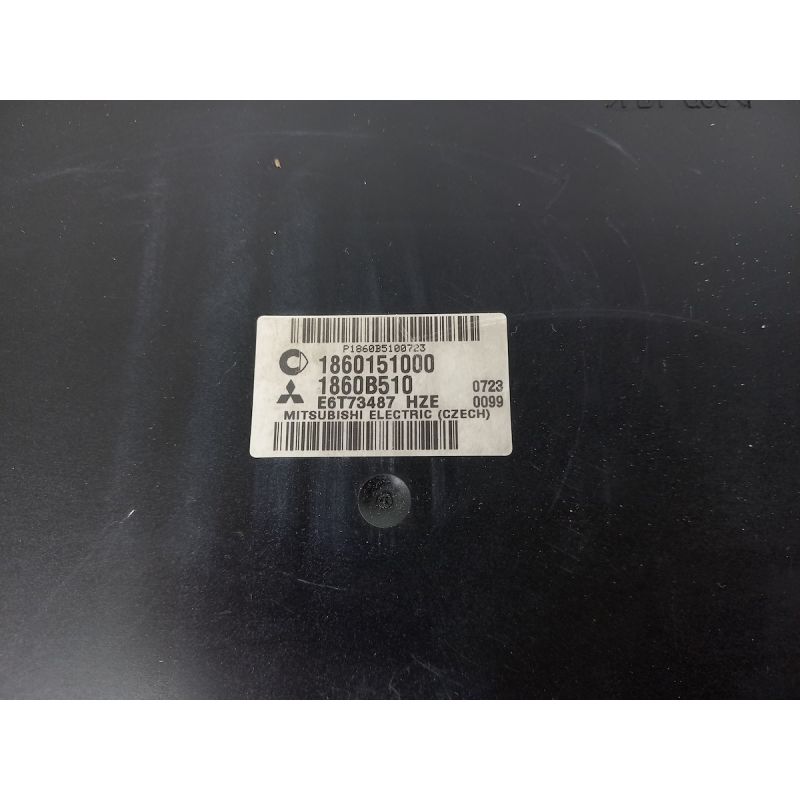 P1860B5100723
1860151000
1860B510 0723
E6T73487 HZE 0099
MITSUBISHI ELECTRIC (CZECH)